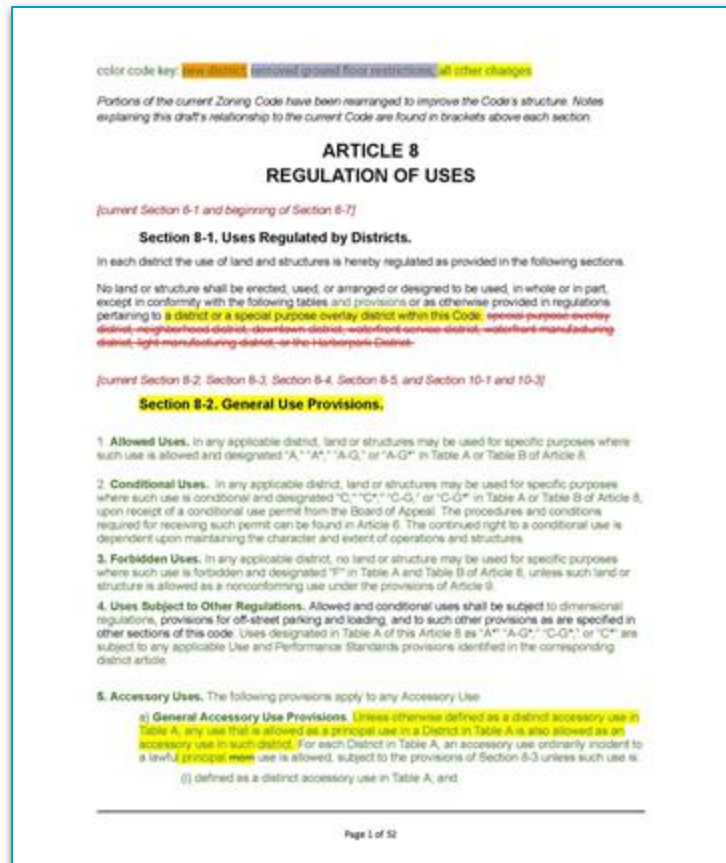 color code key: new district, removed ground floor restrictions, all other changes
Portions of the current Zoning Code have been rearranged to improve the Code's structure. Notes
explaining this draft's relationship to the current Code are found in brackets above each section.
ARTICLE 8
REGULATION OF USES
[current Section 8-1 and beginning of Section 8-7]
Section 8-1. Uses Regulated by Districts.
In each district the use of land and structures is hereby regulated as provided in the following sections.
No land or structure shall be erected, used, or arranged or designed to be used, in whole or in part,
except in conformity with the following tables and provisions or as otherwise provided in regulations
pertaining to a district or a special purpose overlay district within this Code. special purpose overlay
district, neighborhood district, downtown district, waterfront service district, waterfront manufacturing
district, light manufacturing district, or the Harborpark District.
[current Section 8-2, Section 8-3, Section 8-4, Section 8-5, and Section 10-1 and 10-3]
Section 8-2. General Use Provisions.
1. Allowed Uses. In any applicable district, land or structures may be used for specific purposes where
such use is allowed and designated "A," "A*," "A-G," or "A-G*" in Table A or Table B of Article 8.
2. Conditional Uses. In any applicable district, land or structures may be used for specific purposes
where such use is conditional and designated "C," "C*," "C-G," or "C-G*" in Table A or Table B of Article 8,
upon receipt of a conditional use permit from the Board of Appeal. The procedures and conditions
required for receiving such permit can be found in Article 6. The continued right to a conditional use is
dependent upon maintaining the character and extent of operations and structures.
3. Forbidden Uses. In any applicable district, no land or structure may be used for specific purposes
where such use is forbidden and designated "F" in Table A and Table B of Article 8, unless such land or
structure is allowed as a nonconforming use under the provisions of Article 9.
4. Uses Subject to Other Regulations. Allowed and conditional uses shall be subject to dimensional
regulations, provisions for off-street parking and loading, and to such other provisions as are specified in
other sections of this code. Uses designated in Table A of this Article 8 as "A*" "A-G*," "C-G*," or "C*" are
subject to any applicable Use and Performance Standards provisions identified in the corresponding
district article.
5. Accessory Uses. The following provisions apply to any Accessory Use:
a) General Accessory Use Provisions. Unless otherwise defined as a distinct accessory use in
Table A, any use that is allowed as a principal use in a District in Table A is also allowed as an
accessory use in such district. For each District in Table A, an accessory use ordinarily incident to
a lawful principal main use is allowed, subject to the provisions of Section 8-3 unless such use is:
(i) defined as a distinct accessory use in Table A; and
Page 1 of 52